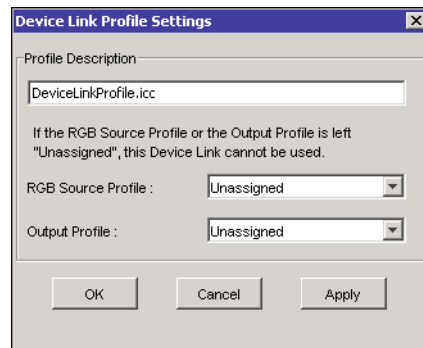 Device Link Profile Settings
Profile Description
DeviceLinkProfile.icc
If the RGB Source Profile or the Output Profile is left
"Unassigned", this Device Link cannot be used.
RGB Source Profile : Unassigned
Output Profile : Unassigned
OK Cancel Apply